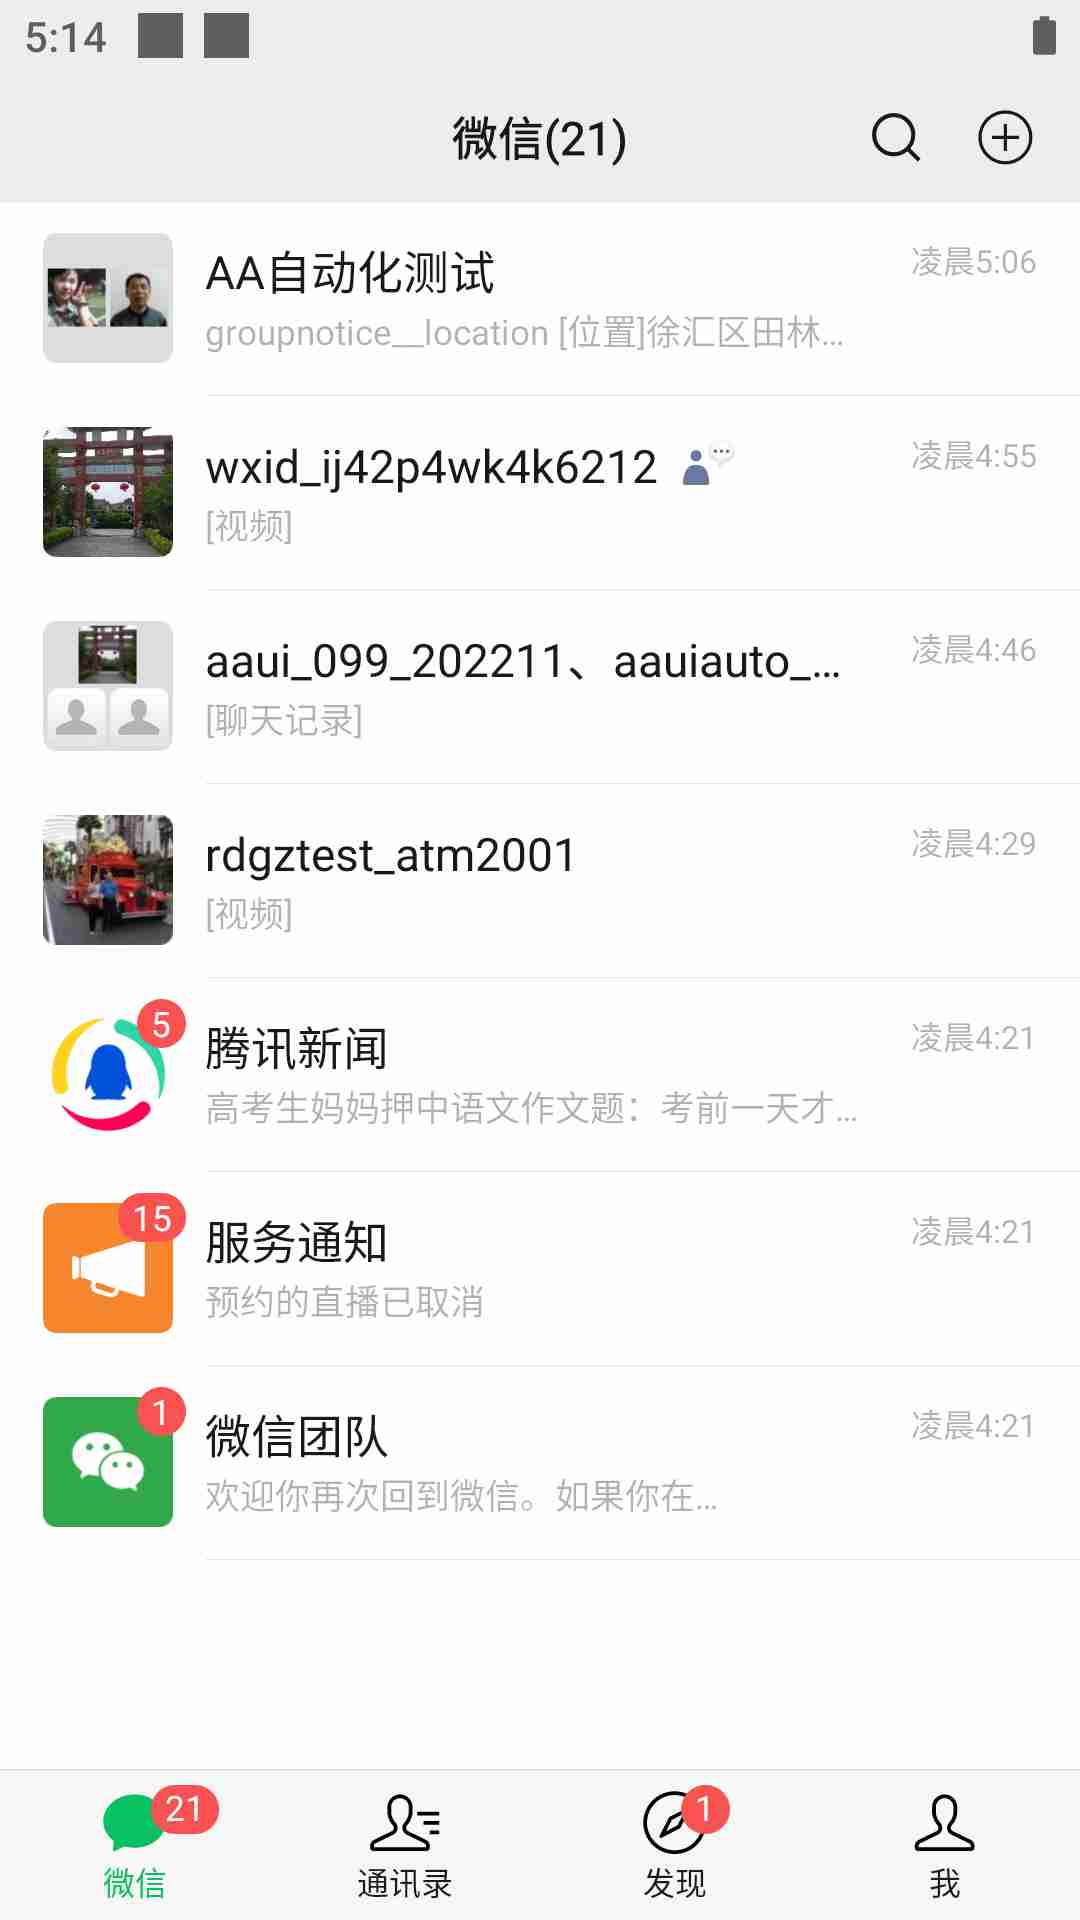 5:14
微信(21)
AA自动化测试
凌晨5:06
groupnotice__location [位置]徐汇区田林...
wxid_ij42p4wk4k6212
凌晨4:55
[视频]
aaui_099_202211、aauiauto_...
凌晨4:46
[聊天记录]
rdgztest_atm2001
凌晨4:29
[视频]
5
腾讯新闻
凌晨4:21
高考生妈妈押中语文作文题：考前一天才...
15
服务通知
凌晨4:21
预约的直播已取消
1
微信团队
凌晨4:21
欢迎你再次回到微信。如果你在...
21
1
微信
通讯录
发现
我